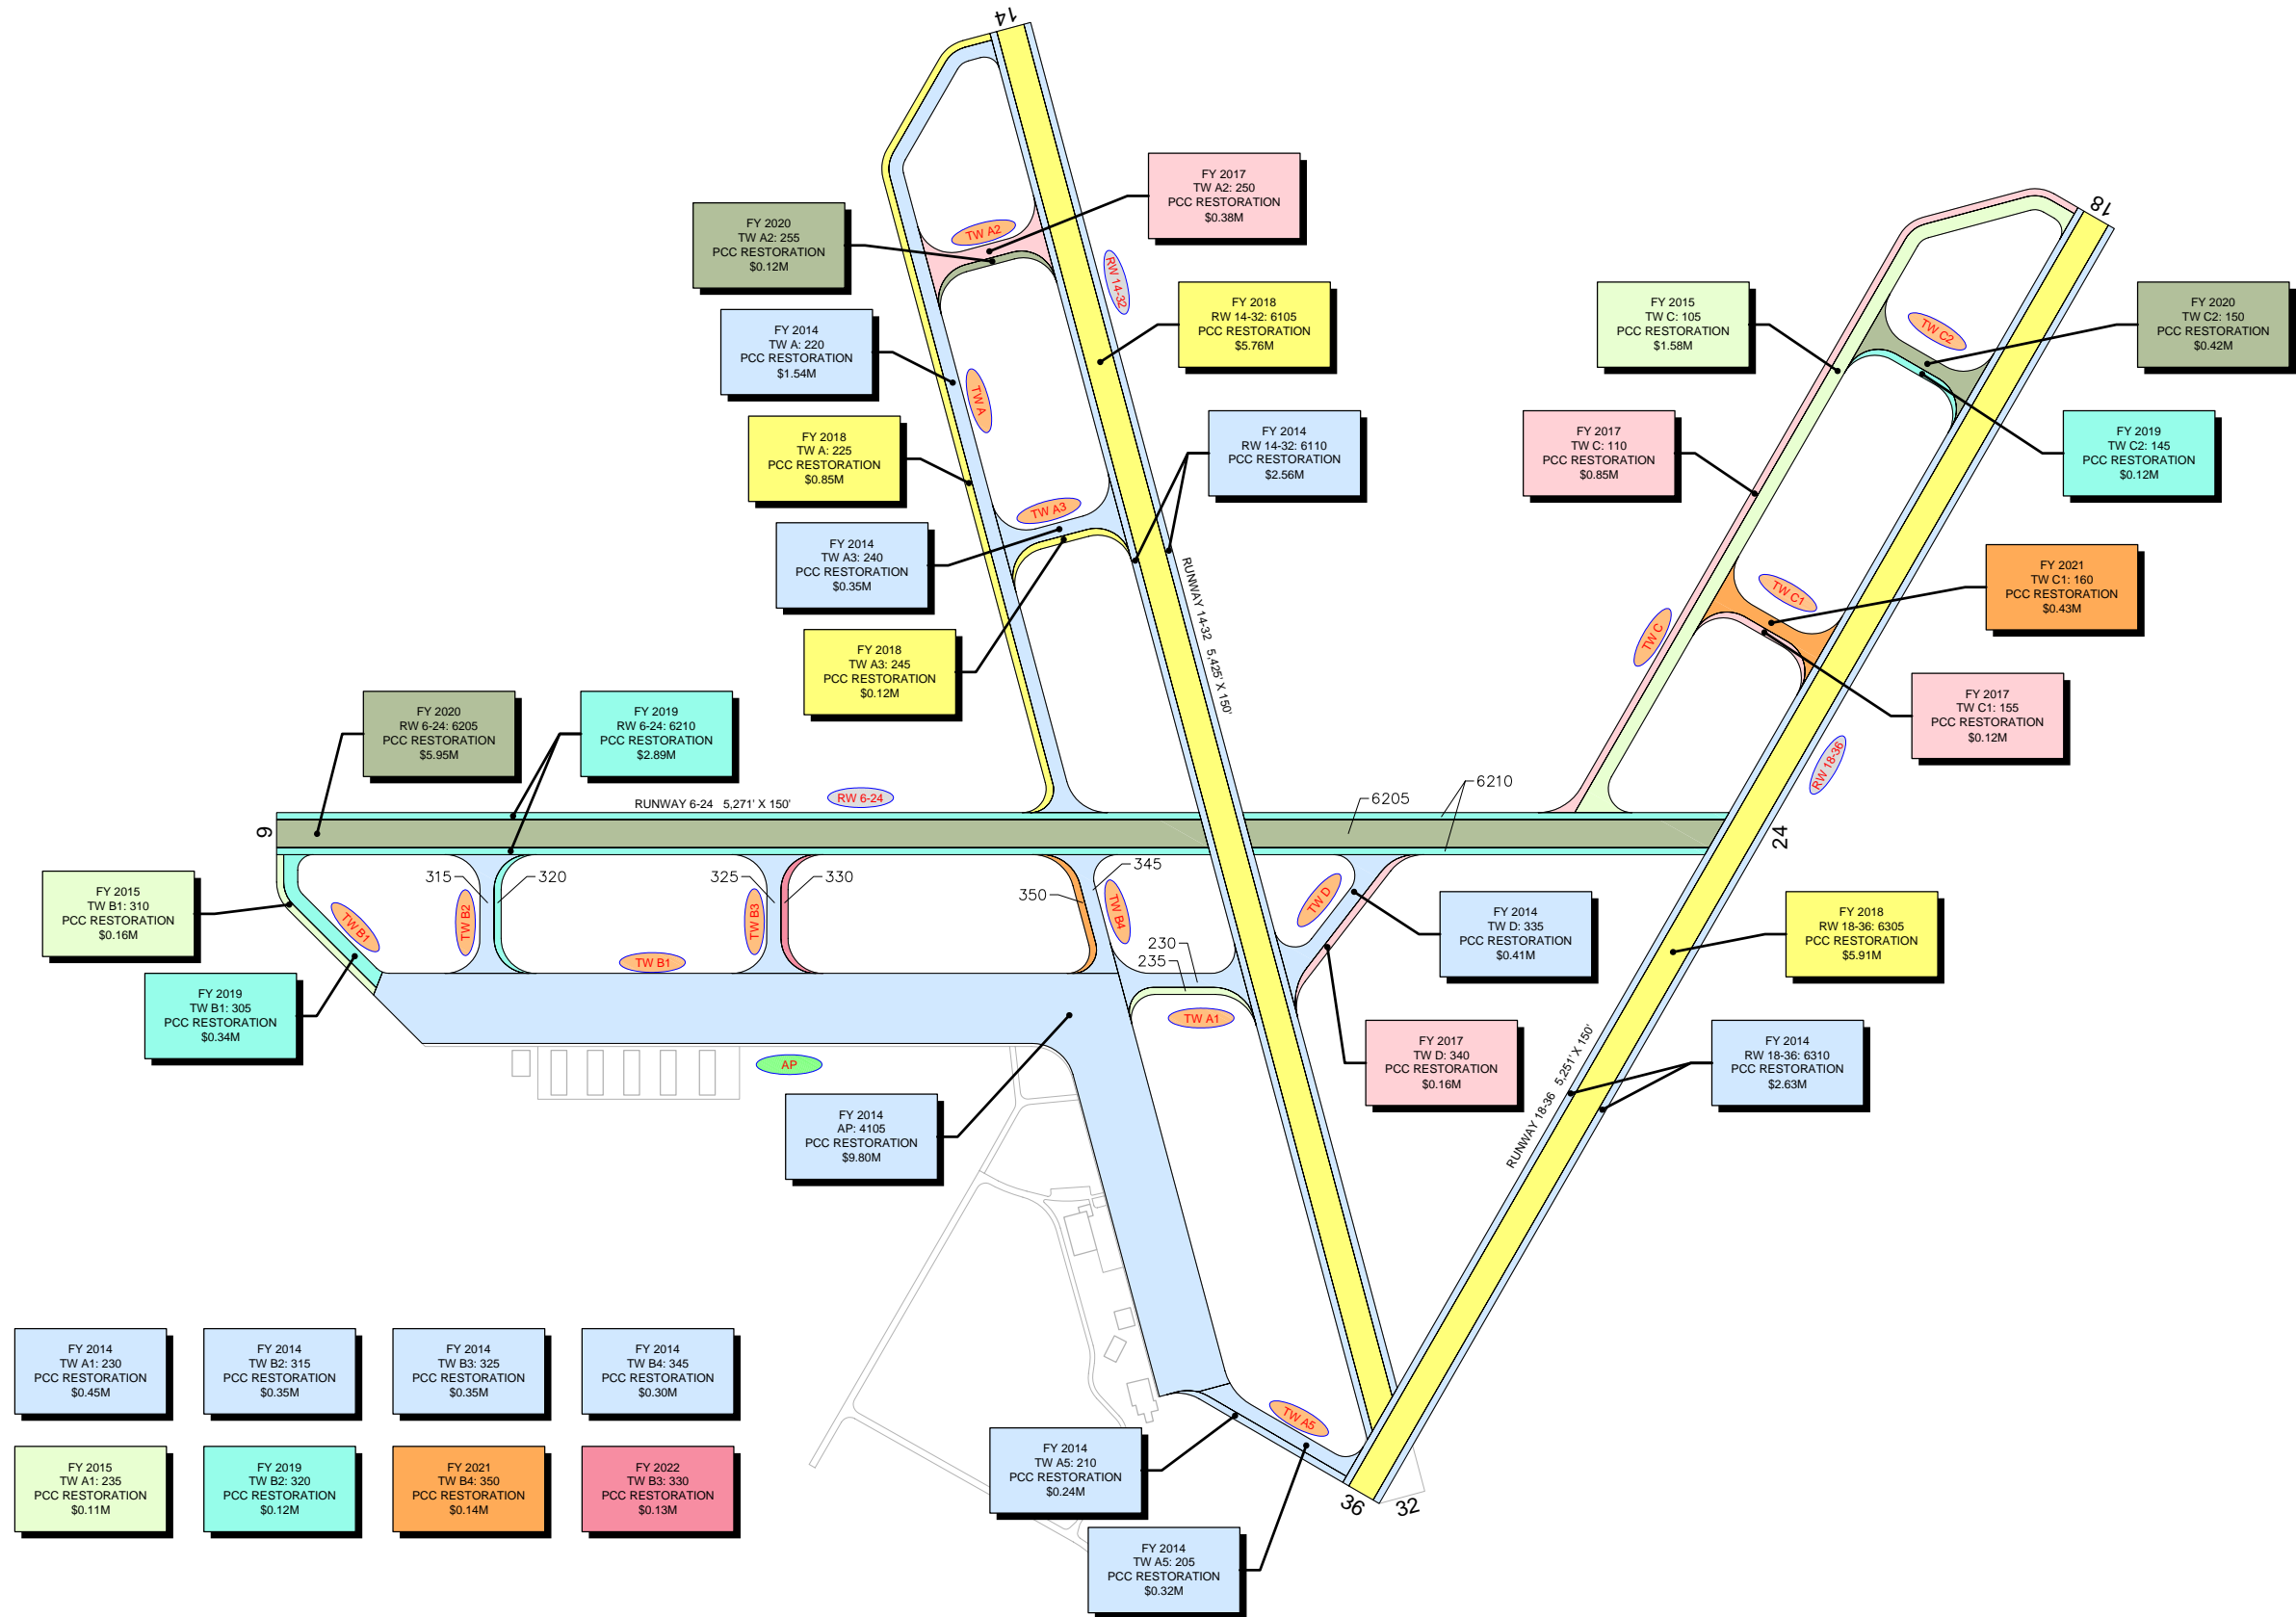 14
FY 2017
TW A2: 250
PCC RESTORATION
$0.38M
FY 2020
TW A2: 255
PCC RESTORATION
$0.12M
TW A2
RW 14-32
18
FY 2014
TW A: 220
PCC RESTORATION
$1.54M
TW A
FY 2018
RW 14-32: 6105
PCC RESTORATION
$5.76M
FY 2015
TW C: 105
PCC RESTORATION
$1.58M
TW C2
FY 2020
TW C2: 150
PCC RESTORATION
$0.42M
FY 2018
TW A: 225
PCC RESTORATION
$0.85M
FY 2014
RW 14-32: 6110
PCC RESTORATION
$2.56M
FY 2017
TW C: 110
PCC RESTORATION
$0.85M
FY 2019
TW C2: 145
PCC RESTORATION
$0.12M
TW A3
FY 2014
TW A3: 240
PCC RESTORATION
$0.35M
RUNWAY 14-32 5,425' X 150'
TW C1
FY 2021
TW C1: 160
PCC RESTORATION
$0.43M
FY 2018
TW A3: 245
PCC RESTORATION
$0.12M
TW C
FY 2017
TW C1: 155
PCC RESTORATION
$0.12M
RW 18-36
FY 2020
RW 6-24: 6205
PCC RESTORATION
$5.95M
FY 2019
RW 6-24: 6210
PCC RESTORATION
$2.89M
RUNWAY 6-24 5,271' X 150'
RW 6-24
6205
6210
6
24
315
320
325
330
345
350
FY 2015
TW B1: 310
PCC RESTORATION
$0.16M
TW B1
TW B2
TW B3
TW B4
TW D
FY 2014
TW D: 335
PCC RESTORATION
$0.41M
FY 2018
RW 18-36: 6305
PCC RESTORATION
$5.91M
TW B1
230
235
FY 2019
TW B1: 305
PCC RESTORATION
$0.34M
TW A1
AP
FY 2017
TW D: 340
PCC RESTORATION
$0.16M
RUNWAY 18-36 5,251' X 150'
FY 2014
RW 18-36: 6310
PCC RESTORATION
$2.63M
FY 2014
AP: 4105
PCC RESTORATION
$9.80M
FY 2014
TW A1: 230
PCC RESTORATION
$0.45M
FY 2014
TW B2: 315
PCC RESTORATION
$0.35M
FY 2014
TW B3: 325
PCC RESTORATION
$0.35M
FY 2014
TW B4: 345
PCC RESTORATION
$0.30M
FY 2015
TW A1: 235
PCC RESTORATION
$0.11M
FY 2019
TW B2: 320
PCC RESTORATION
$0.12M
FY 2021
TW B4: 350
PCC RESTORATION
$0.14M
FY 2022
TW B3: 330
PCC RESTORATION
$0.13M
TW A5
FY 2014
TW A5: 210
PCC RESTORATION
$0.24M
36
32
FY 2014
TW A5: 205
PCC RESTORATION
$0.32M